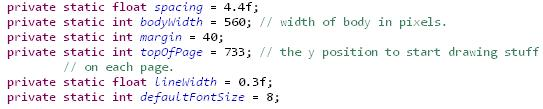 private static float spacing = 4.4f;
private static int bodyWidth = 560; // width of body in pixels.
private static int margin = 40;
private static int topOfPage = 733; // the y position to start drawing stuff
// on each page.
private static float lineWidth = 0.3f;
private static int defaultFontSize = 8;